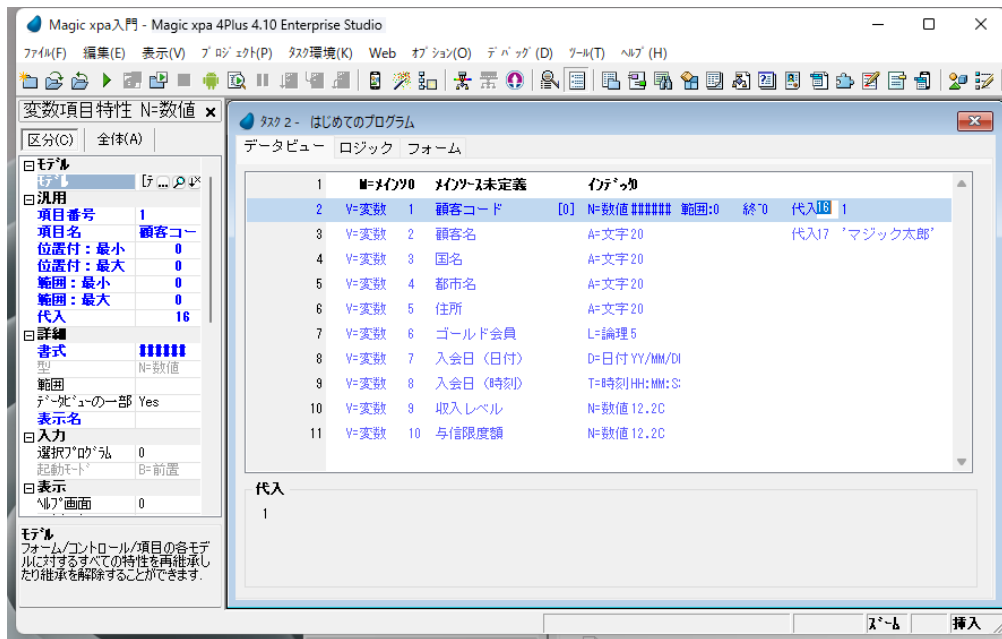 Magic xpa入門 - Magic xpa 4Plus 4.10 Enterprise Studio
ﾌｧｲﾙ(F) 編集(E) 表示(V) ﾌﾟﾛｼﾞｪｸﾄ(P) ﾀｽｸ環境(K) Web ｵﾌﾟｼｮﾝ(O) ﾃﾞﾊﾞｯｸﾞ(D) ﾂｰﾙ(T) ﾍﾙﾌﾟ(H)
変数項目特性 N=数値
区分(C) 全体(A)
ﾓﾃﾞﾙ
ﾓﾃﾞﾙ
汎用
項目番号 1
項目名 顧客コー
位置付：最小 0
位置付：最大 0
範囲：最小 0
範囲：最大 0
代入 16
詳細
書式 ######
型 N=数値
範囲
ﾃﾞｰﾀﾋﾞｭｰの一部 Yes
表示名
入力
選択ﾌﾟﾛｸﾞﾗﾑ 0
起動ﾓｰﾄﾞ B=前置
表示
ﾍﾙﾌﾟ画面 0
ﾓﾃﾞﾙ
フォーム/コントロール/項目の各モデ
ルに対するすべての特性を再継承し
たり継承を解除することができます.
ﾀｽｸ 2 - はじめてのプログラム
データビュー ロジック フォーム
1 M=ﾒｲﾝｿ 0 ﾒｲﾝｿｰｽ未定義 ｲﾝﾃﾞｯｸ 0
2 V=変数 1 顧客コード [0] N=数値 ###### 範囲:0 終 0 代入 16 1
3 V=変数 2 顧客名 A=文字 20 代入 17 'マジック太郎'
4 V=変数 3 国名 A=文字 20
5 V=変数 4 都市名 A=文字 20
6 V=変数 5 住所 A=文字 20
7 V=変数 6 ゴールド会員 L=論理 5
8 V=変数 7 入会日（日付） D=日付 YY/MM/DI
9 V=変数 8 入会日（時刻） T=時刻 HH:MM:S
10 V=変数 9 収入レベル N=数値 12.2C
11 V=変数 10 与信限度額 N=数値 12.2C
代入
1
ｽﾞｰﾑ 挿入